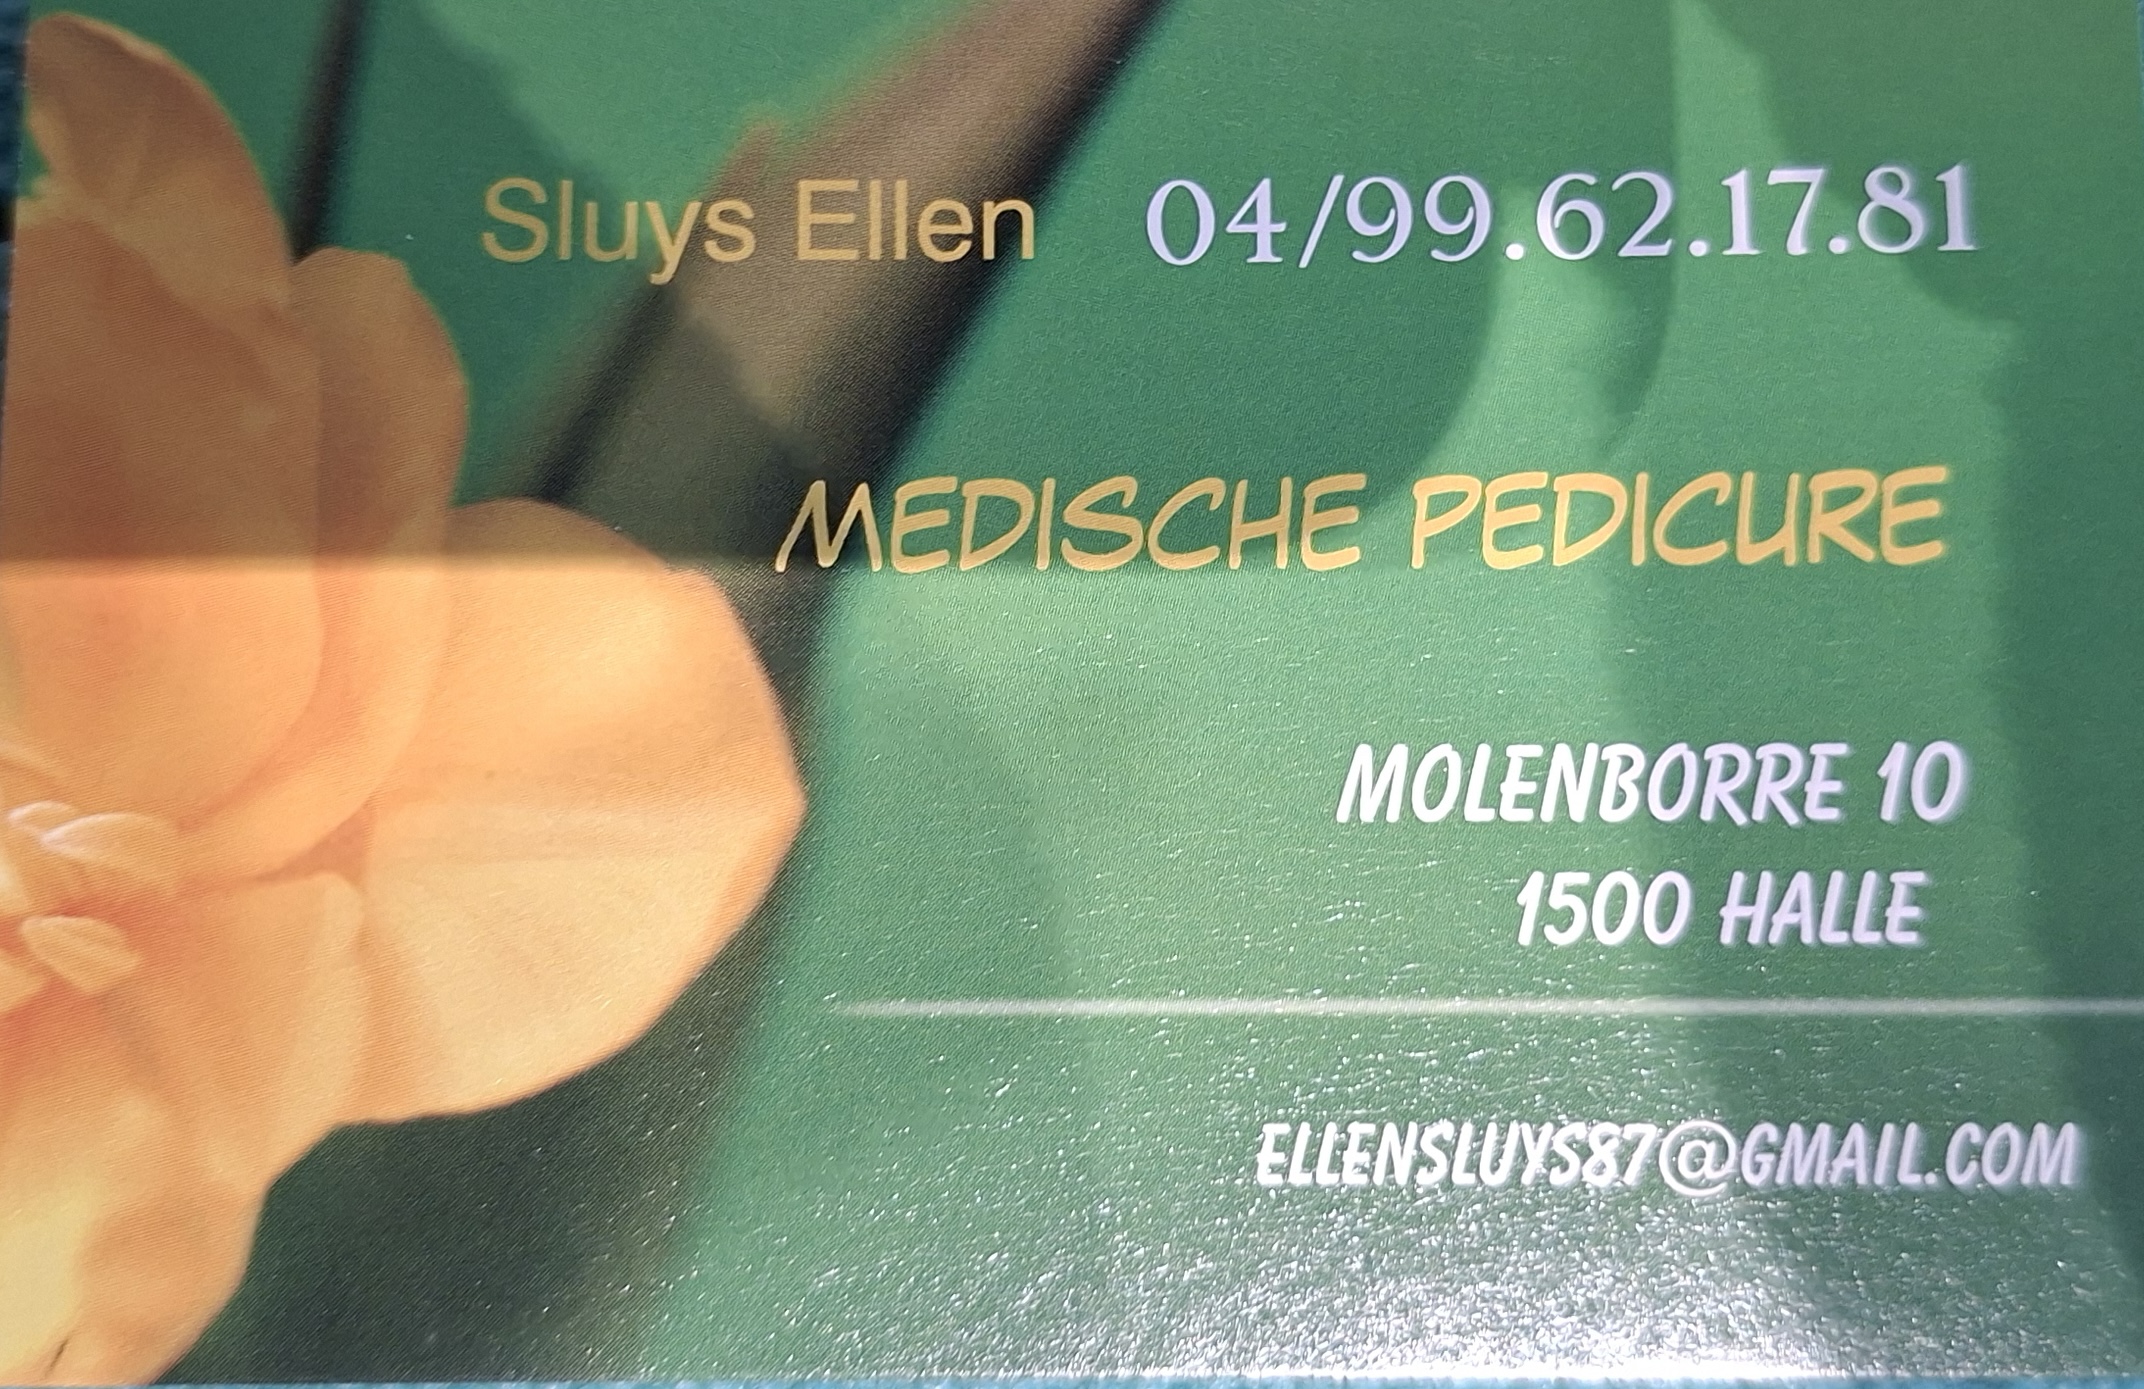 Sluys Ellen 04/99.62.17.81
MEDISCHE PEDICURE
MOLENBORRE 10
1500 HALLE
ELLENSLUYS87@GMAIL.COM